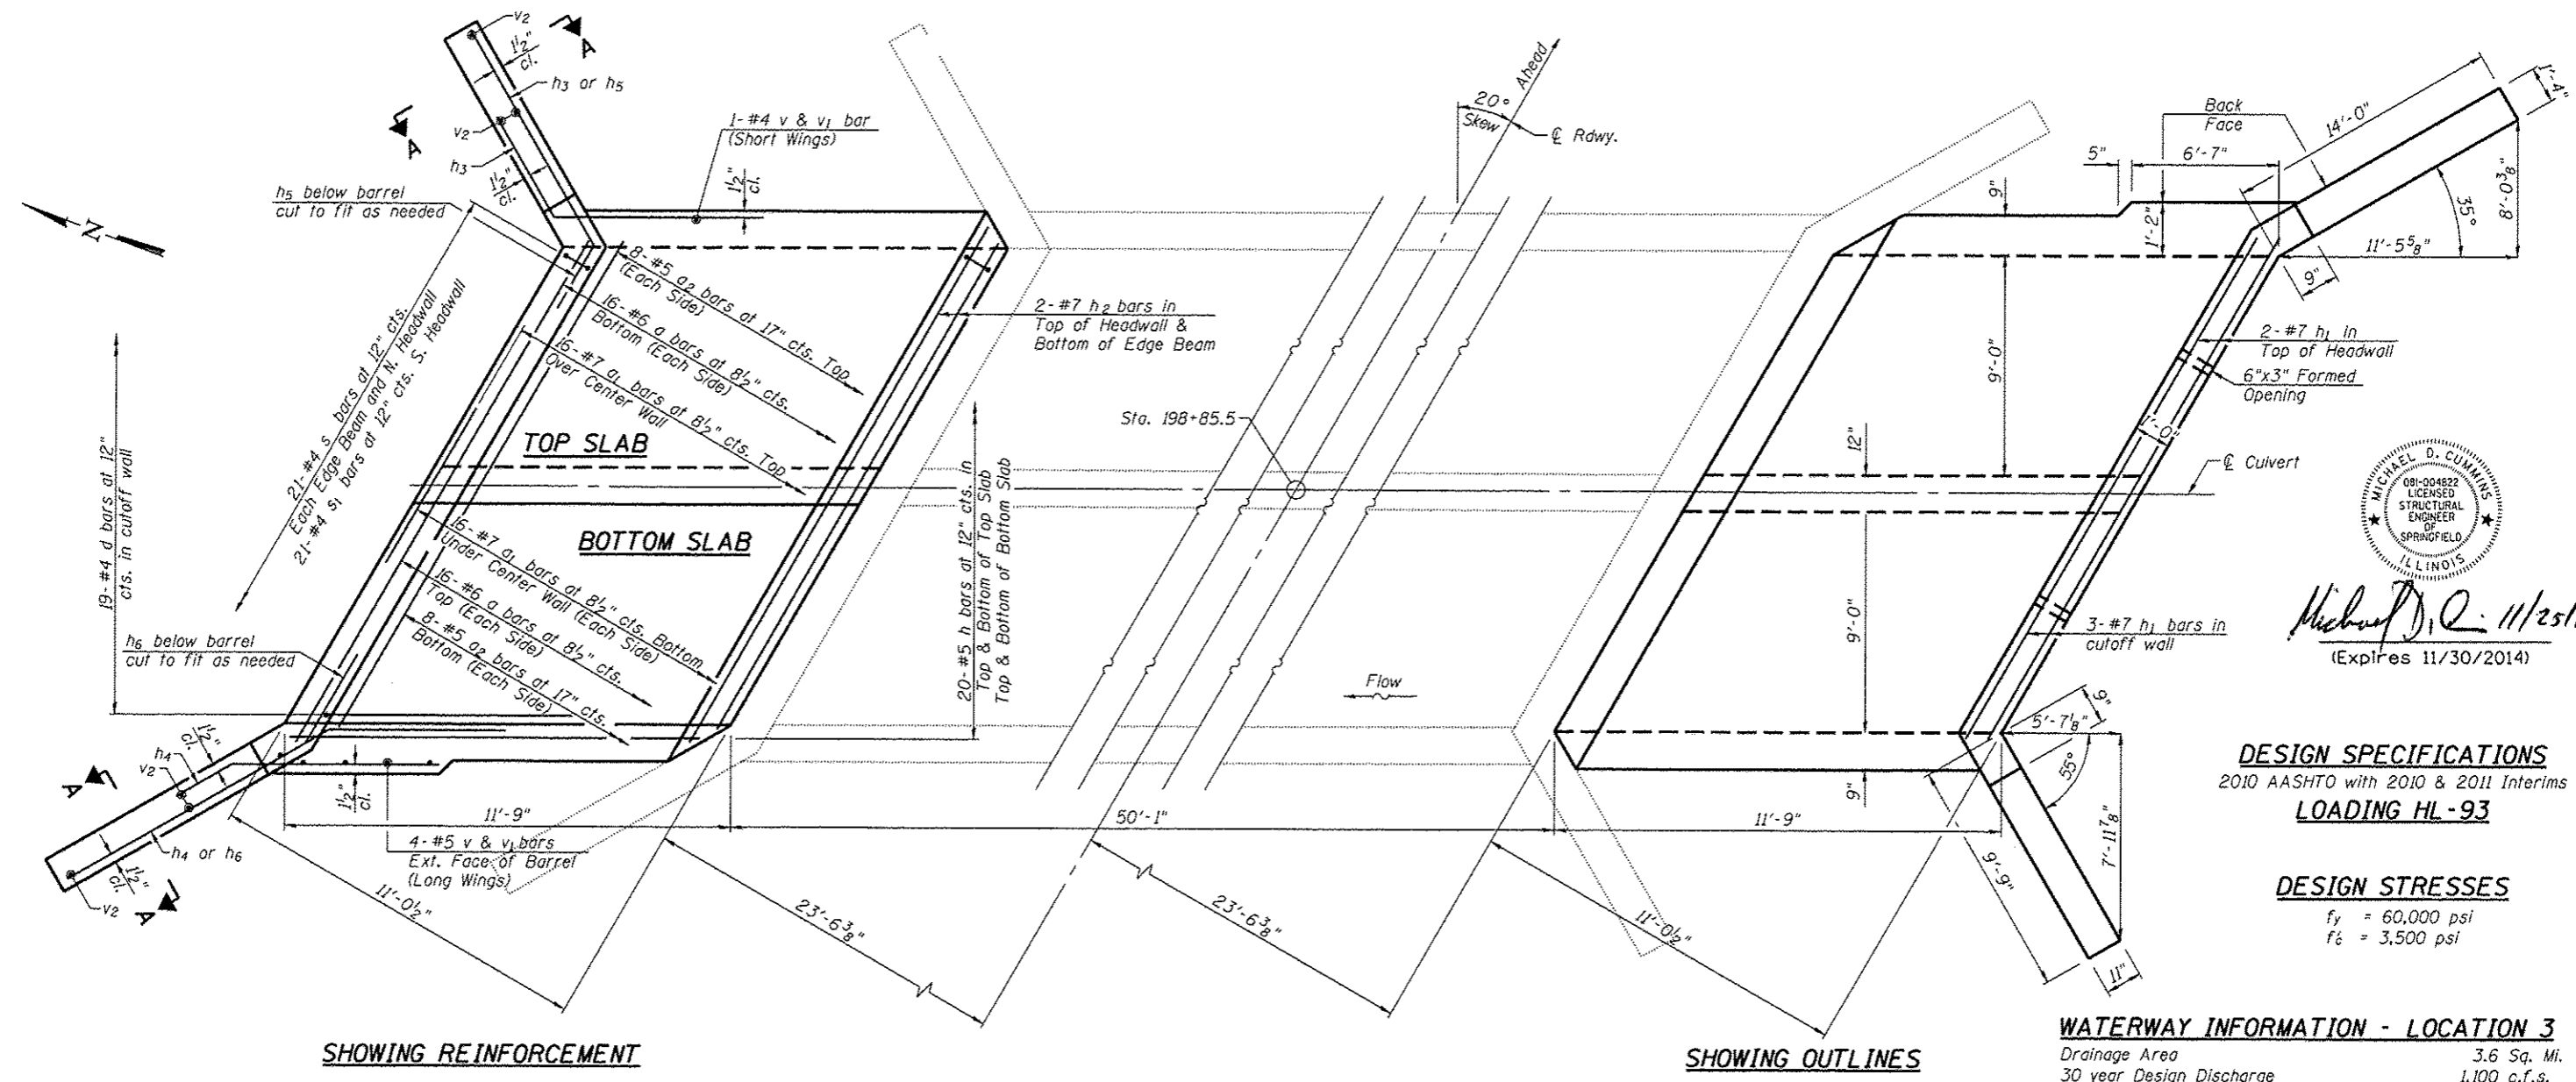 v2
A
1½"
cl.
h3 or h5
A
v2
h3
1½"
cl.
1-#4 v & v1 bar
(Short Wings)
1½"
cl.
h5 below barrel
cut to fit as needed
N
8-#5 a2 bars at 17" cts. Top
(Each Side)
16-#6 a bars at 8½" cts.
Bottom (Each Side)
16-#7 a1 bars at 8½" cts. Top
Over Center Wall
TOP SLAB
BOTTOM SLAB
16-#7 a1 bars at 8½" cts. Bottom
Under Center Wall (Each Side)
16-#6 a bars at 8½" cts.
Top (Each Side)
8-#5 a2 bars at 17" cts.
Bottom (Each Side)
21-#4 s bars at 12" cts.
Each Edge Beam and N. Headwall
21-#4 s1 bars at 12" cts. S. Headwall
19-#4 d bars at 12"
cts. in cutoff wall
h6 below barrel
cut to fit as needed
1½"
cl.
h4
v2
A
1½"
cl.
h4 or h6
1½"
cl.
A
v2
11'-9"
4-#5 v & v1 bars
Ext. Face of Barrel
(Long Wings)
11'-0½"
2-#7 h2 bars in
Top of Headwall &
Bottom of Edge Beam
20-#5 h bars at 12" cts. in
Top & Bottom of Top Slab
Top & Bottom of Bottom Slab
20°
Skew
Ahead
℄ Rdwy.
Sta. 198+85.5
Flow
50'-1"
23'-6⅜"
23'-6⅜"
11'-9"
11'-0½"
Back
Face
5"
6'-7"
9"
1'-2"
14'-0"
1'-4"
35°
8'-0⅜"
11'-5⅝"
9"
9'-0"
2-#7 h1 in
Top of Headwall
6"x3" Formed
Opening
1'-0"
12"
℄ Culvert
9'-0"
3-#7 h1 bars in
cutoff wall
9"
9"
5'-7⅛"
55°
7'-11⅞"
9'-9"
11"
MICHAEL D. CUMMINS
081-004822
LICENSED
STRUCTURAL
ENGINEER
OF
SPRINGFIELD
ILLINOIS
(Expires 11/30/2014)
DESIGN SPECIFICATIONS
2010 AASHTO with 2010 & 2011 Interims
LOADING HL-93
DESIGN STRESSES
fy = 60,000 psi
f'c = 3,500 psi
SHOWING REINFORCEMENT
SHOWING OUTLINES
WATERWAY INFORMATION - LOCATION 3
Drainage Area 3.6 Sq. Mi.
30 year Design Discharge 1,100 c.f.s.